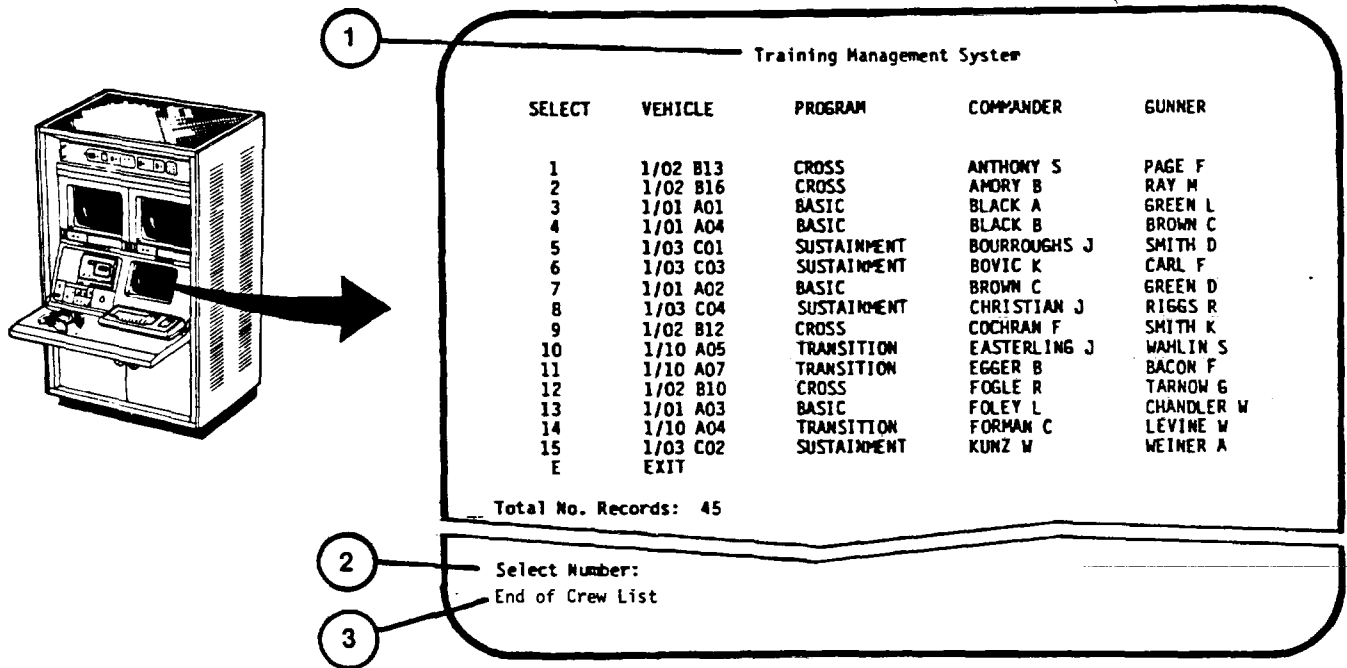 1
Training Management System
SELECT VEHICLE PROGRAM COMMANDER GUNNER
1 1/02 B13 CROSS ANTHONY S PAGE F
2 1/02 B16 CROSS AMORY B RAY M
3 1/01 A01 BASIC BLACK A GREEN L
4 1/01 A04 BASIC BLACK B BROWN C
5 1/03 C01 SUSTAINMENT BOURROUGHS J SMITH D
6 1/03 C03 SUSTAINMENT BOVIC K CARL F
7 1/01 A02 BASIC BROWN C GREEN D
8 1/03 C04 SUSTAINMENT CHRISTIAN J RIGGS R
9 1/02 B12 CROSS COCHRAN F SMITH K
10 1/10 A05 TRANSITION EASTERLING J WAHLIN S
11 1/10 A07 TRANSITION EGGER B BACON F
12 1/02 B10 CROSS FOGLE R TARNOW G
13 1/01 A03 BASIC FOLEY L CHANDLER W
14 1/10 A04 TRANSITION FORMAN C LEVINE W
15 1/03 C02 SUSTAINMENT KUNZ W WEINER A
E EXIT
Total No. Records: 45
2
Select Number:
End of Crew List
3